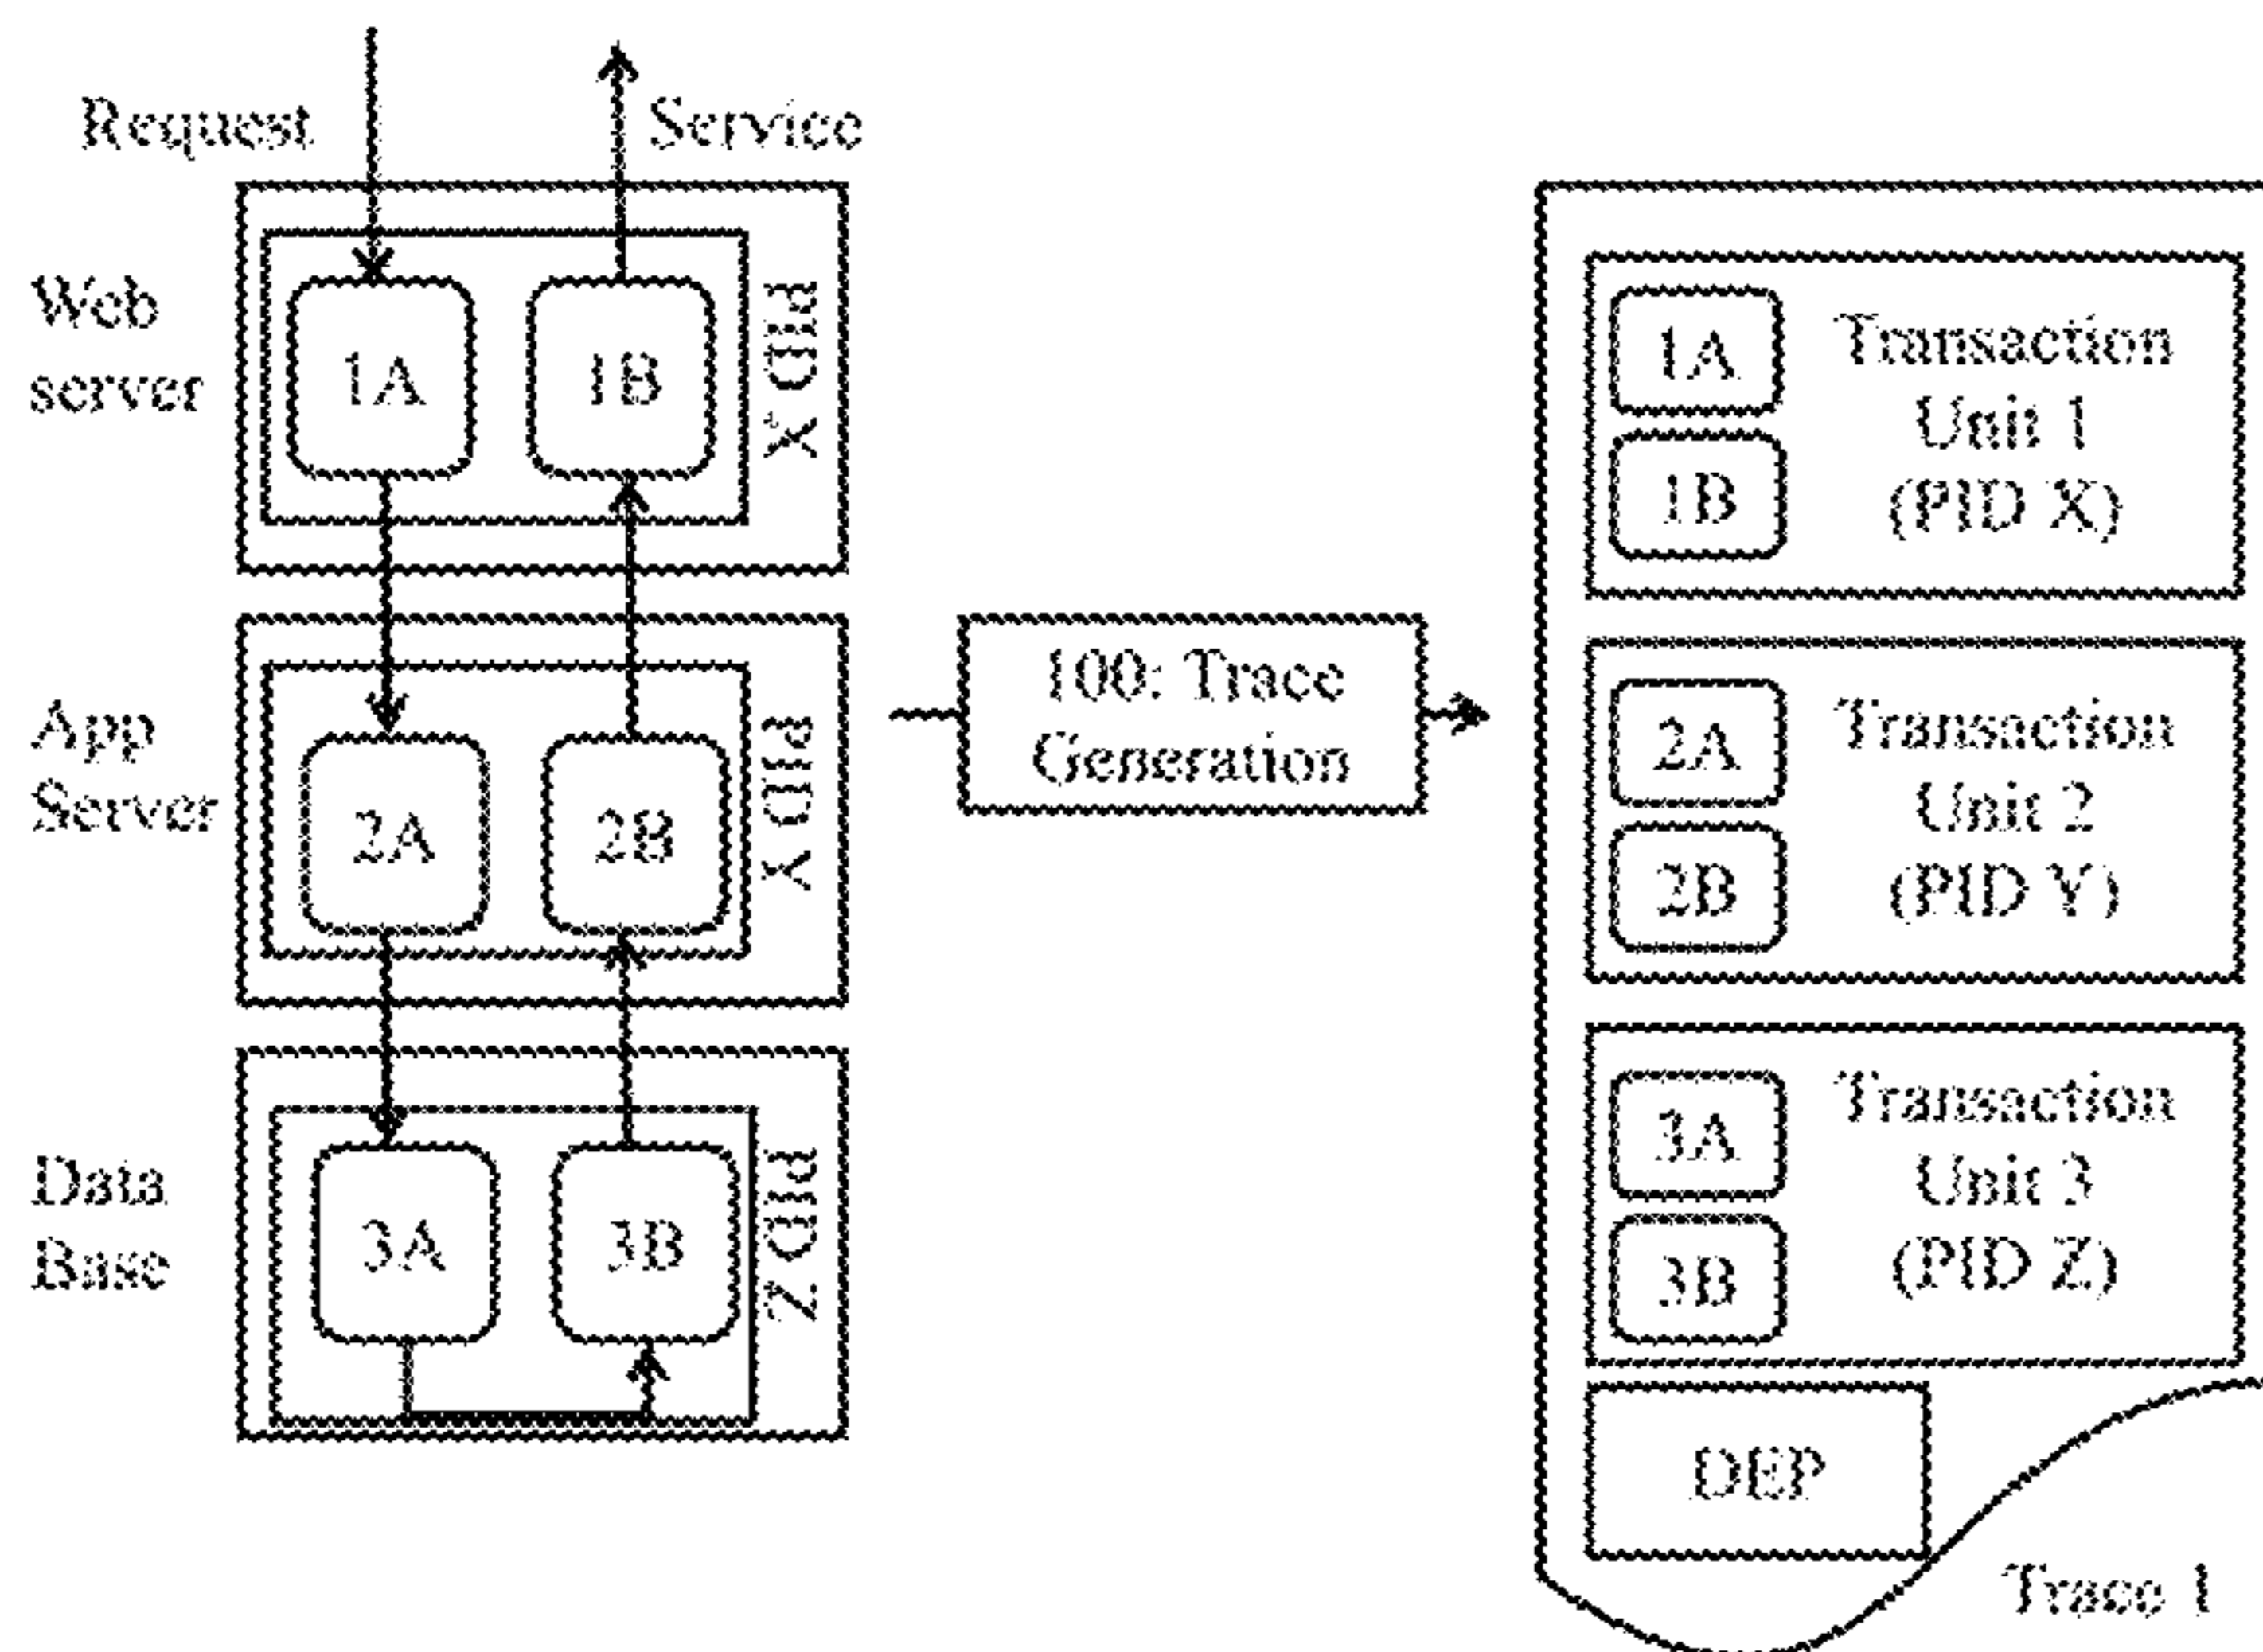 Request
Service
Web
server
1A
1B
PID X
App
Server
2A
2B
PID Y
Data
Base
3A
3B
PID Z
100: Trace
Generation
1A
1B
Transaction
Unit 1
(PID X)
2A
2B
Transaction
Unit 2
(PID Y)
3A
3B
Transaction
Unit 3
(PID Z)
DEP
Trace 1